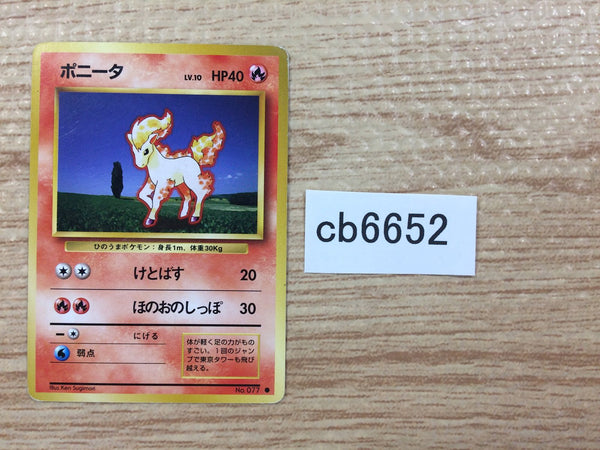 ポニータ LV.10 HP40
ひのうまポケモン：身長1m、体重30Kg
けとばす 20
ほのおのしっぽ 30
にげる
弱点
体が軽く足の力がも
のすごい。1回のジャン
プで東京タワーも飛び
越える。
Illus.Ken Sugimori No.077 ●
cb6652